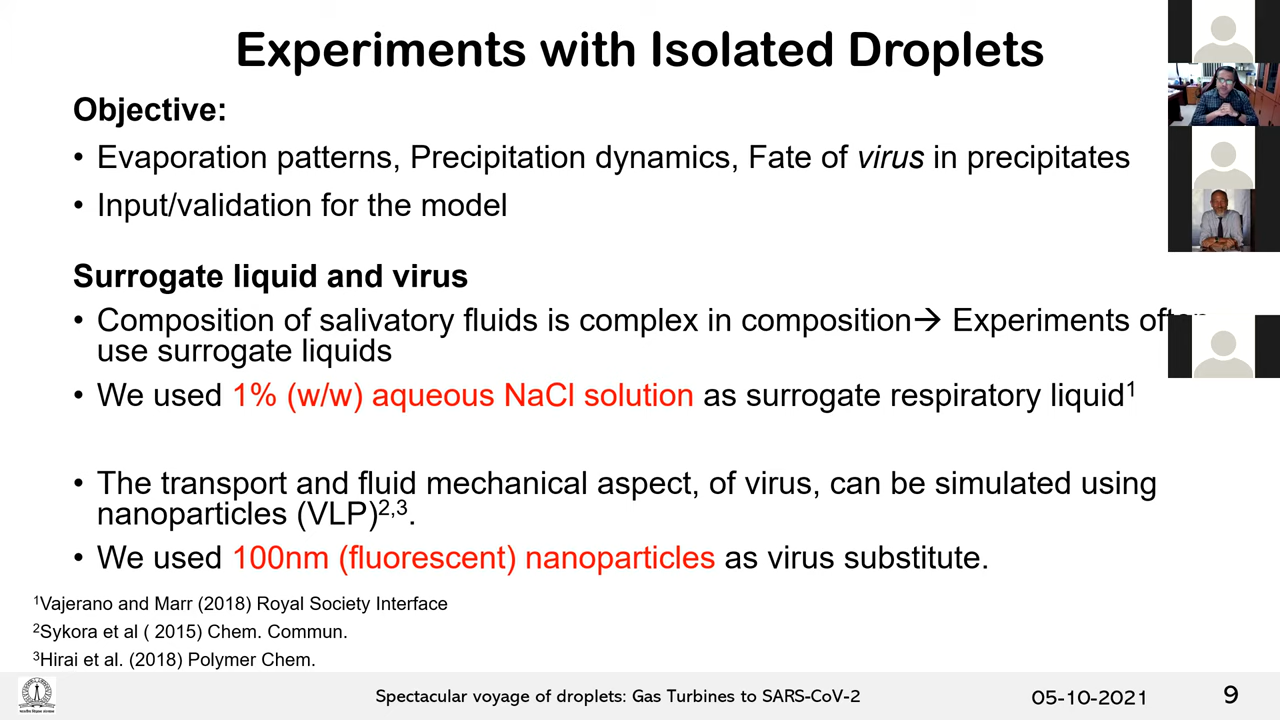 Experiments with Isolated Droplets
Objective:
• Evaporation patterns, Precipitation dynamics, Fate of virus in precipitates
• Input/validation for the model
Surrogate liquid and virus
• Composition of salivatory fluids is complex in composition→ Experiments often
use surrogate liquids
• We used 1% (w/w) aqueous NaCl solution as surrogate respiratory liquid¹
• The transport and fluid mechanical aspect, of virus, can be simulated using
nanoparticles (VLP)²,³.
• We used 100nm (fluorescent) nanoparticles as virus substitute.
¹Vajerano and Marr (2018) Royal Society Interface
²Sykora et al ( 2015) Chem. Commun.
³Hirai et al. (2018) Polymer Chem.
Spectacular voyage of droplets: Gas Turbines to SARS-CoV-2
05-10-2021
9